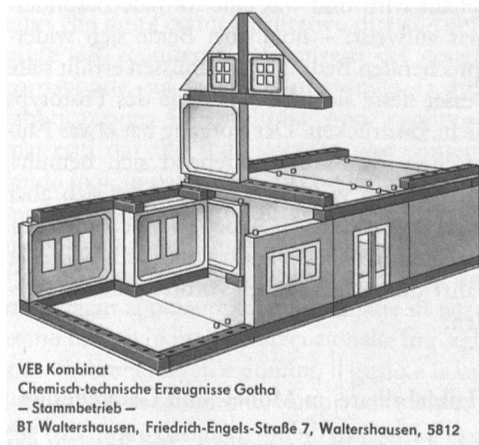 VEB Kombinat
Chemisch-technische Erzeugnisse Gotha
– Stammbetrieb –
BT Waltershausen, Friedrich-Engels-Straße 7, Waltershausen, 5812